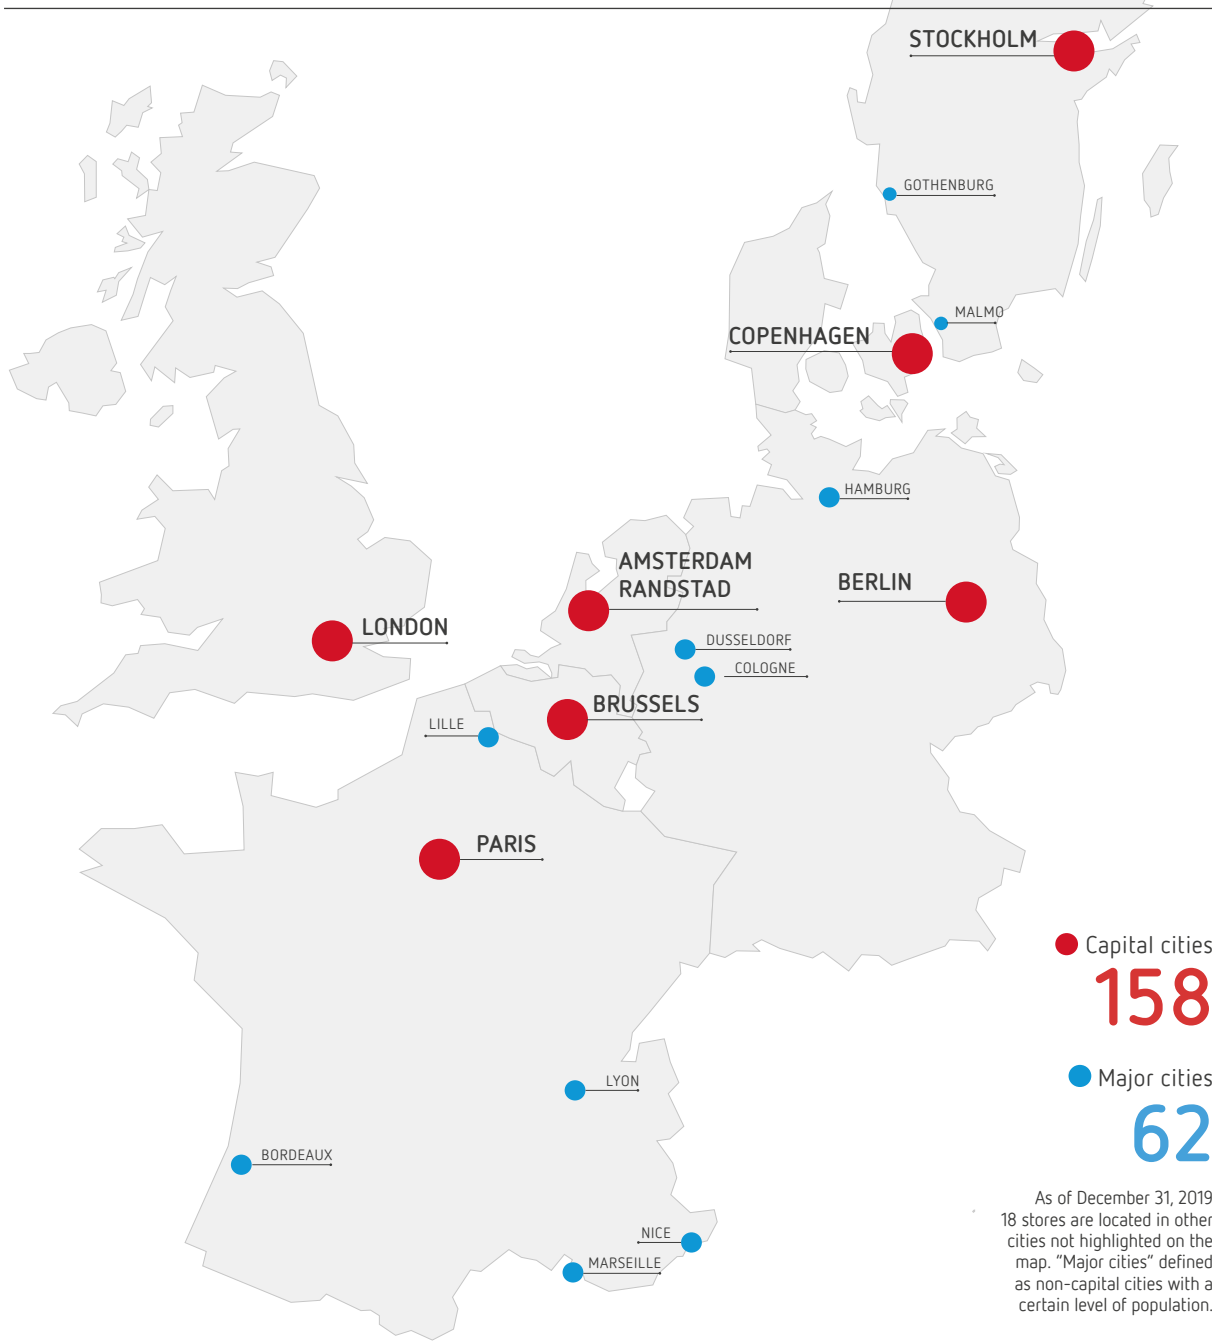 STOCKHOLM
GOTHENBURG
MALMO
COPENHAGEN
HAMBURG
AMSTERDAM
RANDSTAD
BERLIN
LONDON
DUSSELDORF
COLOGNE
BRUSSELS
LILLE
PARIS
Capital cities
158
Major cities
62
LYON
BORDEAUX
NICE
MARSEILLE
As of December 31, 2019
18 stores are located in other
cities not highlighted on the
map. "Major cities" defined
as non-capital cities with a
certain level of population.